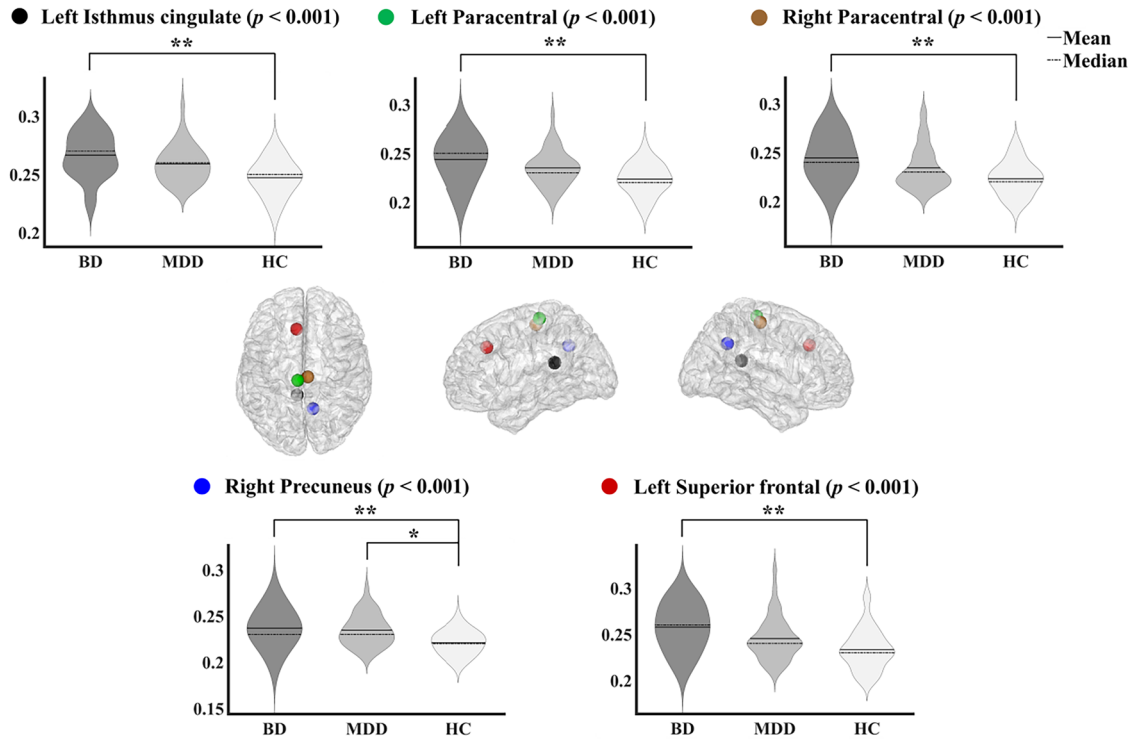 Left Isthmus cingulate (p < 0.001)
Left Paracentral (p < 0.001)
Right Paracentral (p < 0.001)
Mean
Median
**
0.3
0.25
0.2
BD MDD HC
**
0.3
0.25
0.2
BD MDD HC
**
0.3
0.25
0.2
BD MDD HC
Right Precuneus (p < 0.001)
Left Superior frontal (p < 0.001)
**
*
0.3
0.25
0.2
0.15
BD MDD HC
**
0.3
0.25
0.2
BD MDD HC